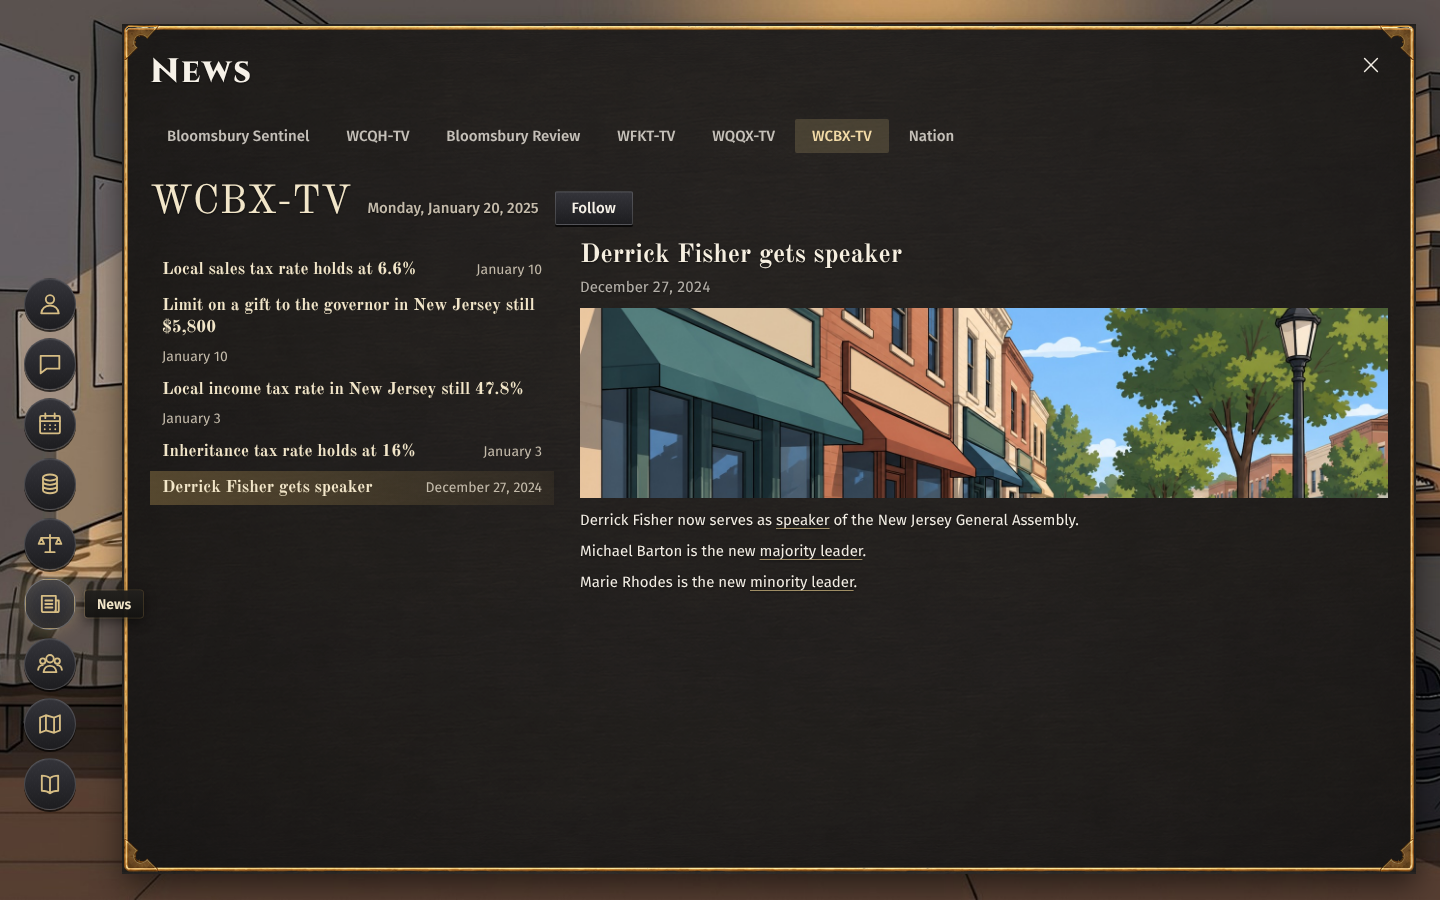 News
Bloomsbury Sentinel
WCQH-TV
Bloomsbury Review
WFKT-TV
WQQX-TV
WCBX-TV
Nation
WCBX-TV
Monday, January 20, 2025
Follow
Local sales tax rate holds at 6.6%
January 10
Limit on a gift to the governor in New Jersey still
$5,800
January 10
Local income tax rate in New Jersey still 47.8%
January 3
Inheritance tax rate holds at 16%
January 3
Derrick Fisher gets speaker
December 27, 2024
Derrick Fisher gets speaker
December 27, 2024
Derrick Fisher now serves as speaker of the New Jersey General Assembly.
Michael Barton is the new majority leader.
Marie Rhodes is the new minority leader.
News